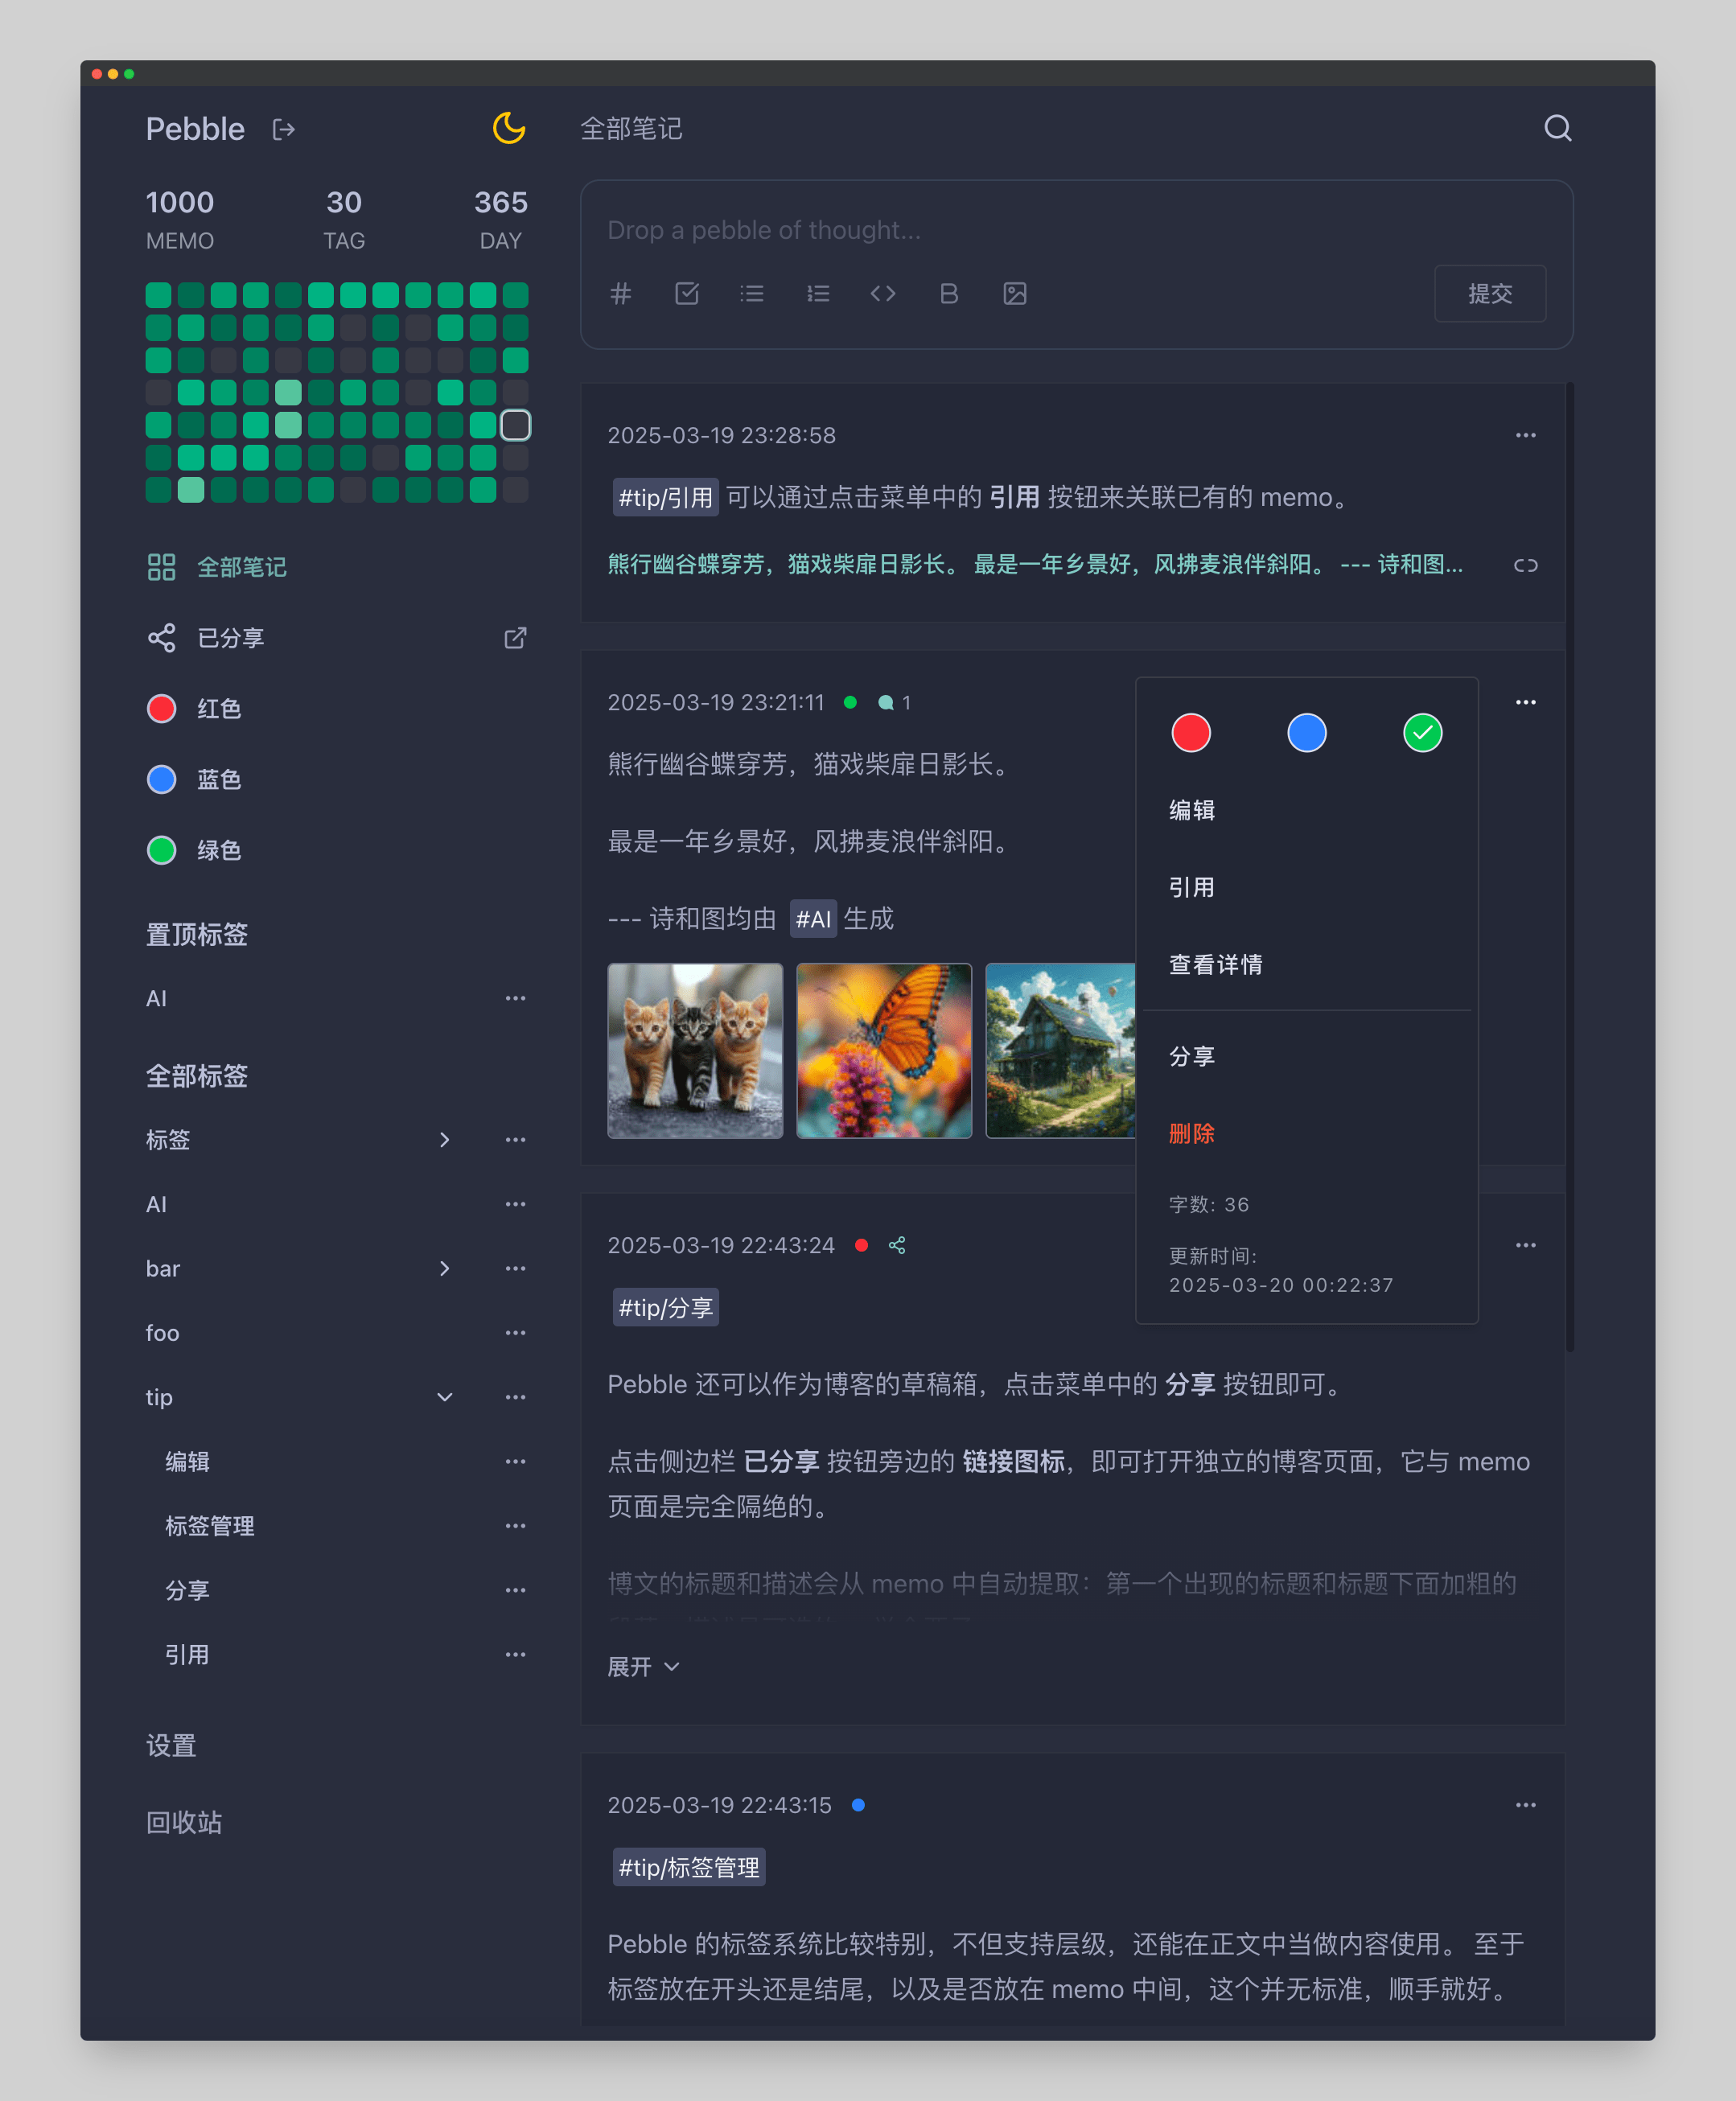 Pebble
1000 30 365
MEMO TAG DAY
全部笔记
已分享
红色
蓝色
绿色
置顶标签
AI
全部标签
标签
AI
bar
foo
tip
编辑
标签管理
分享
引用
设置
回收站
全部笔记
Drop a pebble of thought...
提交
2025-03-19 23:28:58
#tip/引用 可以通过点击菜单中的 引用 按钮来关联已有的 memo。
熊行幽谷蝶穿芳，猫戏柴扉日影长。 最是一年乡景好，风拂麦浪伴斜阳。 --- 诗和图...
2025-03-19 23:21:11 1
熊行幽谷蝶穿芳，猫戏柴扉日影长。
最是一年乡景好，风拂麦浪伴斜阳。
--- 诗和图均由 #AI 生成
编辑
引用
查看详情
分享
删除
字数: 36
更新时间:
2025-03-20 00:22:37
2025-03-19 22:43:24
#tip/分享
Pebble 还可以作为博客的草稿箱，点击菜单中的 分享 按钮即可。
点击侧边栏 已分享 按钮旁边的 链接图标，即可打开独立的博客页面，它与 memo
页面是完全隔绝的。
博文的标题和描述会从 memo 中自动提取：第一个出现的标题和标题下面加粗的
展开
2025-03-19 22:43:15
#tip/标签管理
Pebble 的标签系统比较特别，不但支持层级，还能在正文中当做内容使用。 至于
标签放在开头还是结尾，以及是否放在 memo 中间，这个并无标准，顺手就好。